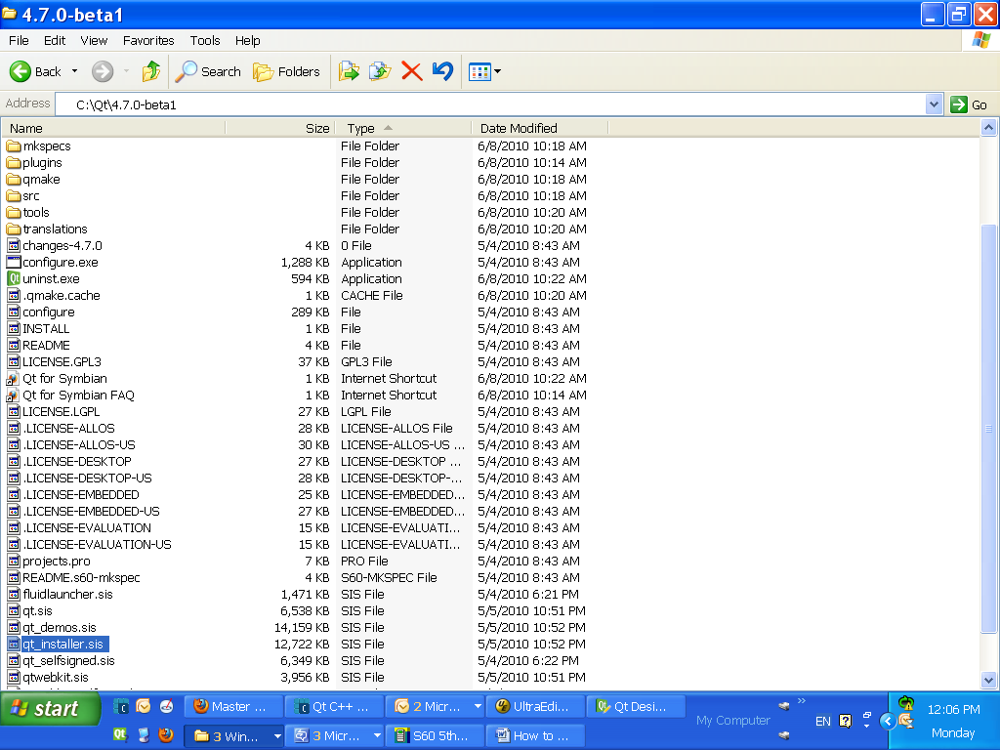 4.7.0-beta1
File Edit View Favorites Tools Help
Back Search Folders
Address C:\Qt\4.7.0-beta1 Go
Name Size Type Date Modified
mkspecs File Folder 6/8/2010 10:18 AM
plugins File Folder 6/8/2010 10:14 AM
qmake File Folder 6/8/2010 10:18 AM
src File Folder 6/8/2010 10:18 AM
tools File Folder 6/8/2010 10:20 AM
translations File Folder 6/8/2010 10:20 AM
changes-4.7.0 4 KB 0 File 5/4/2010 8:43 AM
configure.exe 1,288 KB Application 5/4/2010 8:43 AM
uninst.exe 594 KB Application 6/8/2010 10:22 AM
.qmake.cache 1 KB CACHE File 6/8/2010 10:20 AM
configure 289 KB File 5/4/2010 8:43 AM
INSTALL 1 KB File 5/4/2010 8:43 AM
README 4 KB File 5/4/2010 8:43 AM
LICENSE.GPL3 37 KB GPL3 File 5/4/2010 8:43 AM
Qt for Symbian 1 KB Internet Shortcut 6/8/2010 10:22 AM
Qt for Symbian FAQ 1 KB Internet Shortcut 6/8/2010 10:14 AM
LICENSE.LGPL 27 KB LGPL File 5/4/2010 8:43 AM
.LICENSE-ALLOS 28 KB LICENSE-ALLOS File 5/4/2010 8:43 AM
.LICENSE-ALLOS-US 30 KB LICENSE-ALLOS-US ... 5/4/2010 8:43 AM
.LICENSE-DESKTOP 27 KB LICENSE-DESKTOP ... 5/4/2010 8:43 AM
.LICENSE-DESKTOP-US 28 KB LICENSE-DESKTOP-... 5/4/2010 8:43 AM
.LICENSE-EMBEDDED 25 KB LICENSE-EMBEDDED... 5/4/2010 8:43 AM
.LICENSE-EMBEDDED-US 27 KB LICENSE-EMBEDDED... 5/4/2010 8:43 AM
.LICENSE-EVALUATION 15 KB LICENSE-EVALUATI... 5/4/2010 8:43 AM
.LICENSE-EVALUATION-US 15 KB LICENSE-EVALUATI... 5/4/2010 8:43 AM
projects.pro 7 KB PRO File 5/4/2010 8:43 AM
README.s60-mkspec 4 KB S60-MKSPEC File 5/4/2010 8:43 AM
fluidlauncher.sis 1,471 KB SIS File 5/4/2010 6:21 PM
qt.sis 6,538 KB SIS File 5/5/2010 10:51 PM
qt_demos.sis 14,159 KB SIS File 5/5/2010 10:52 PM
qt_installer.sis 12,722 KB SIS File 5/5/2010 10:52 PM
qt_selfsigned.sis 6,349 KB SIS File 5/4/2010 6:22 PM
qtwebkit.sis 3,956 KB SIS File 5/5/2010 10:51 PM
start Master ... Qt C++ ... 2 Micr... UltraEdi... Qt Desi...
3 Win... 3 Micr... S60 5th... How to ... My Computer EN 12:06 PM
Monday